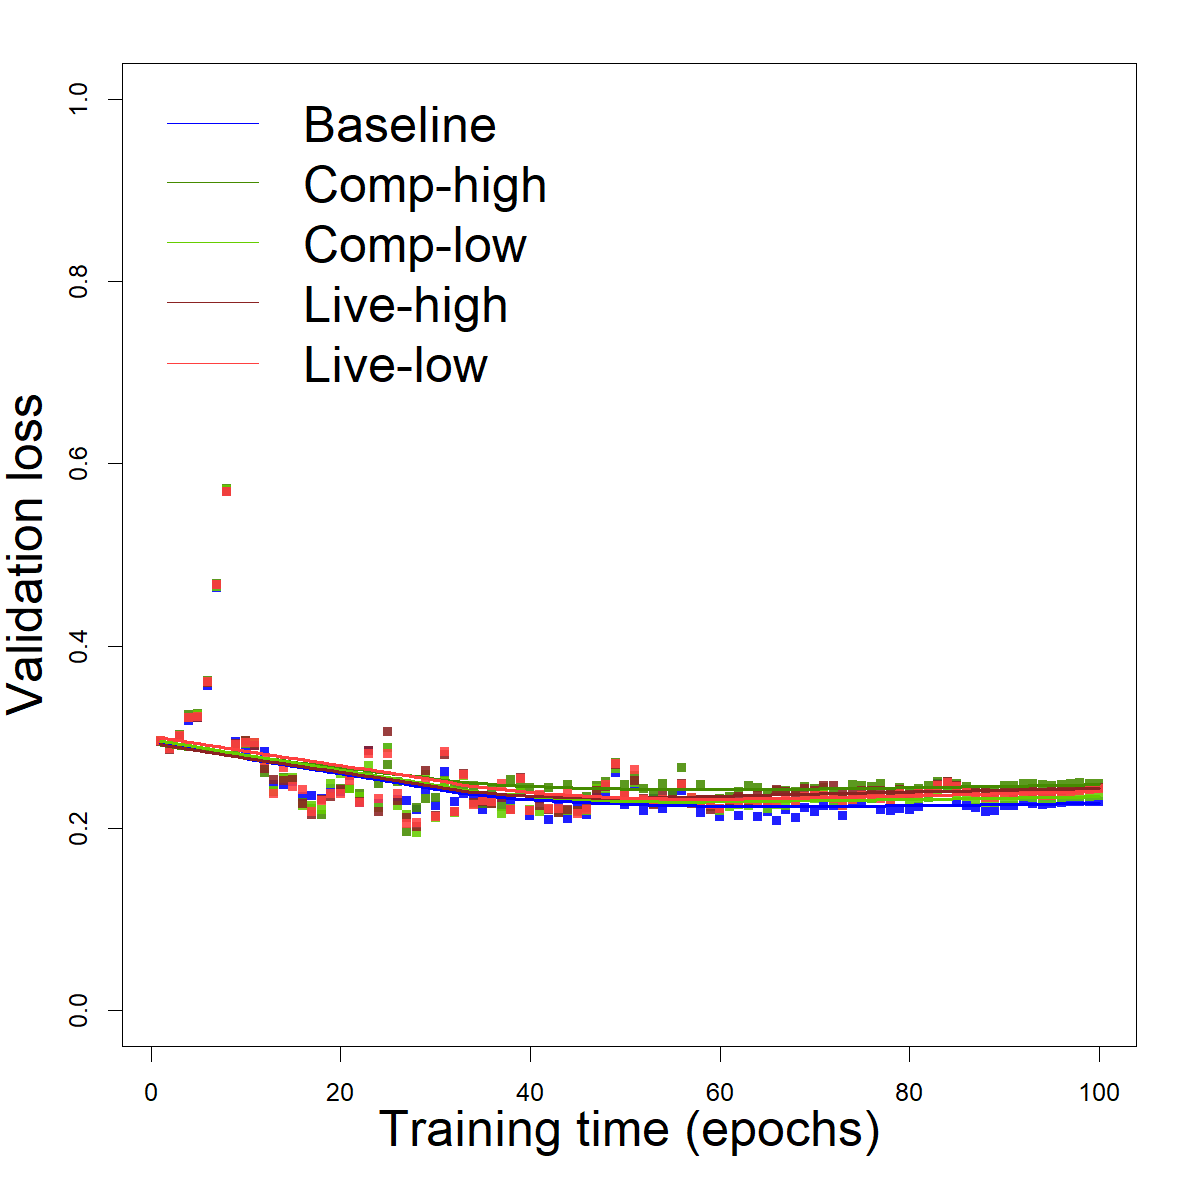 Baseline
Comp-high
Comp-low
Live-high
Live-low
Validation loss
1.0
0.8
0.6
0.4
0.2
0.0
0 20 40 60 80 100
Training time (epochs)